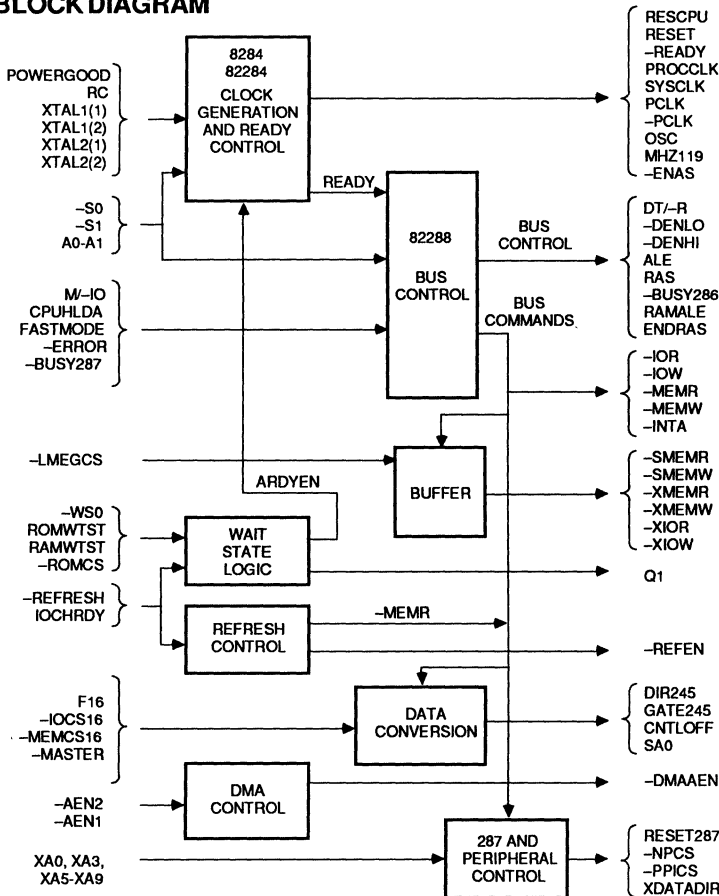 BLOCK DIAGRAM
POWERGOOD
RC
XTAL1(1)
XTAL1(2)
XTAL2(1)
XTAL2(2)
8284
82284
CLOCK
GENERATION
AND READY
CONTROL
RESCPU
RESET
-READY
PROCCLK
SYSCLK
PCLK
-PCLK
OSC
MHZ119
-ENAS
-S0
-S1
A0-A1
READY
82288
BUS
CONTROL
BUS
CONTROL
DT/-R
-DENLO
-DENHI
ALE
RAS
-BUSY286
RAMALE
ENDRAS
M/-IO
CPUHLDA
FASTMODE
-ERROR
-BUSY287
BUS
COMMANDS
-IOR
-IOW
-MEMR
-MEMW
-INTA
-LMEGCS
BUFFER
-SMEMR
-SMEMW
-XMEMR
-XMEMW
-XIOR
-XIOW
ARDYEN
-WS0
ROMWTST
RAMWTST
-ROMCS
WAIT
STATE
LOGIC
Q1
-REFRESH
IOCHRDY
REFRESH
CONTROL
-MEMR
-REFEN
F16
-IOCS16
-MEMCS16
-MASTER
DATA
CONVERSION
DIR245
GATE245
CNTLOFF
SA0
-AEN2
-AEN1
DMA
CONTROL
-DMAAEN
XA0, XA3,
XA5-XA9
287 AND
PERIPHERAL
CONTROL
RESET287
-NPCS
-PPICS
XDATADIR